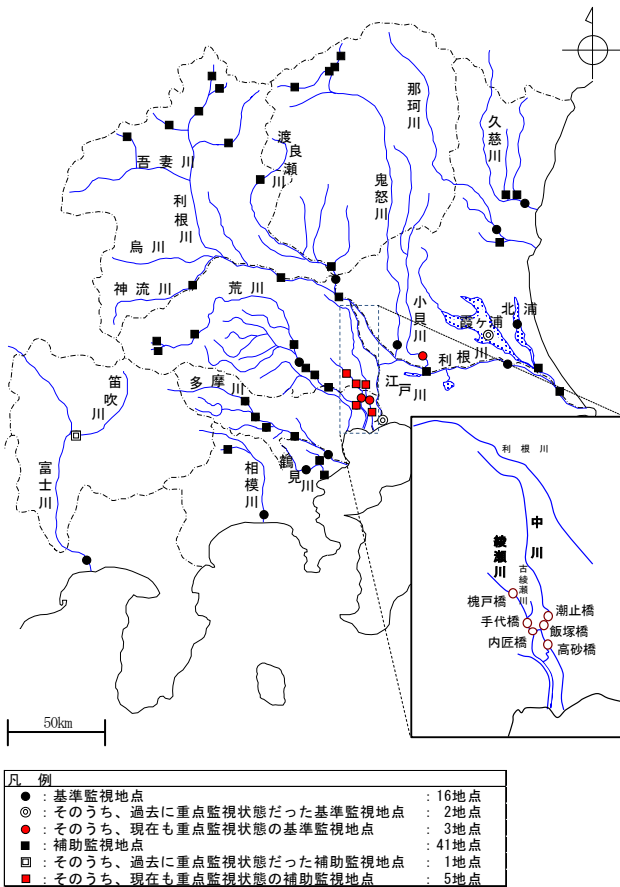 那珂川
久慈川
渡良瀬川
吾妻川
利根川
鬼怒川
烏川
神流川
荒川
小貝川
北浦
霞ヶ浦
利根川
江戸川
多摩川
笛吹川
富士川
相模川
鶴見川
利根川
中川
綾瀬川
古綾瀬川
槐戸橋
潮止橋
手代橋
飯塚橋
内匠橋
高砂橋
50km
凡 例
：基準監視地点 ：16地点
：そのうち、過去に重点監視状態だった基準監視地点 ： 2地点
：そのうち、現在も重点監視状態の基準監視地点 ： 3地点
：補助監視地点 ：41地点
：そのうち、過去に重点監視状態だった補助監視地点 ： 1地点
：そのうち、現在も重点監視状態の補助監視地点 ： 5地点